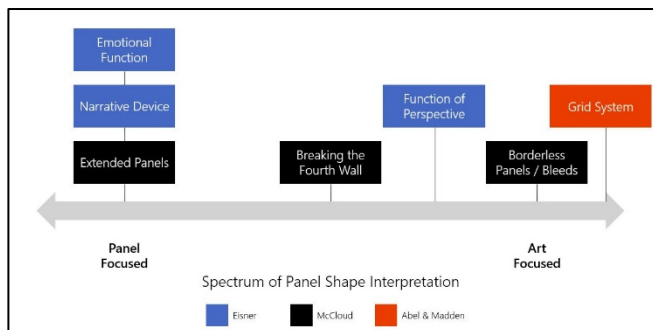 Emotional
Function
Narrative Device
Function of
Perspective
Grid System
Extended Panels
Breaking the
Fourth Wall
Borderless
Panels / Bleeds
Panel
Focused
Art
Focused
Spectrum of Panel Shape Interpretation
Eisner
McCloud
Abel & Madden